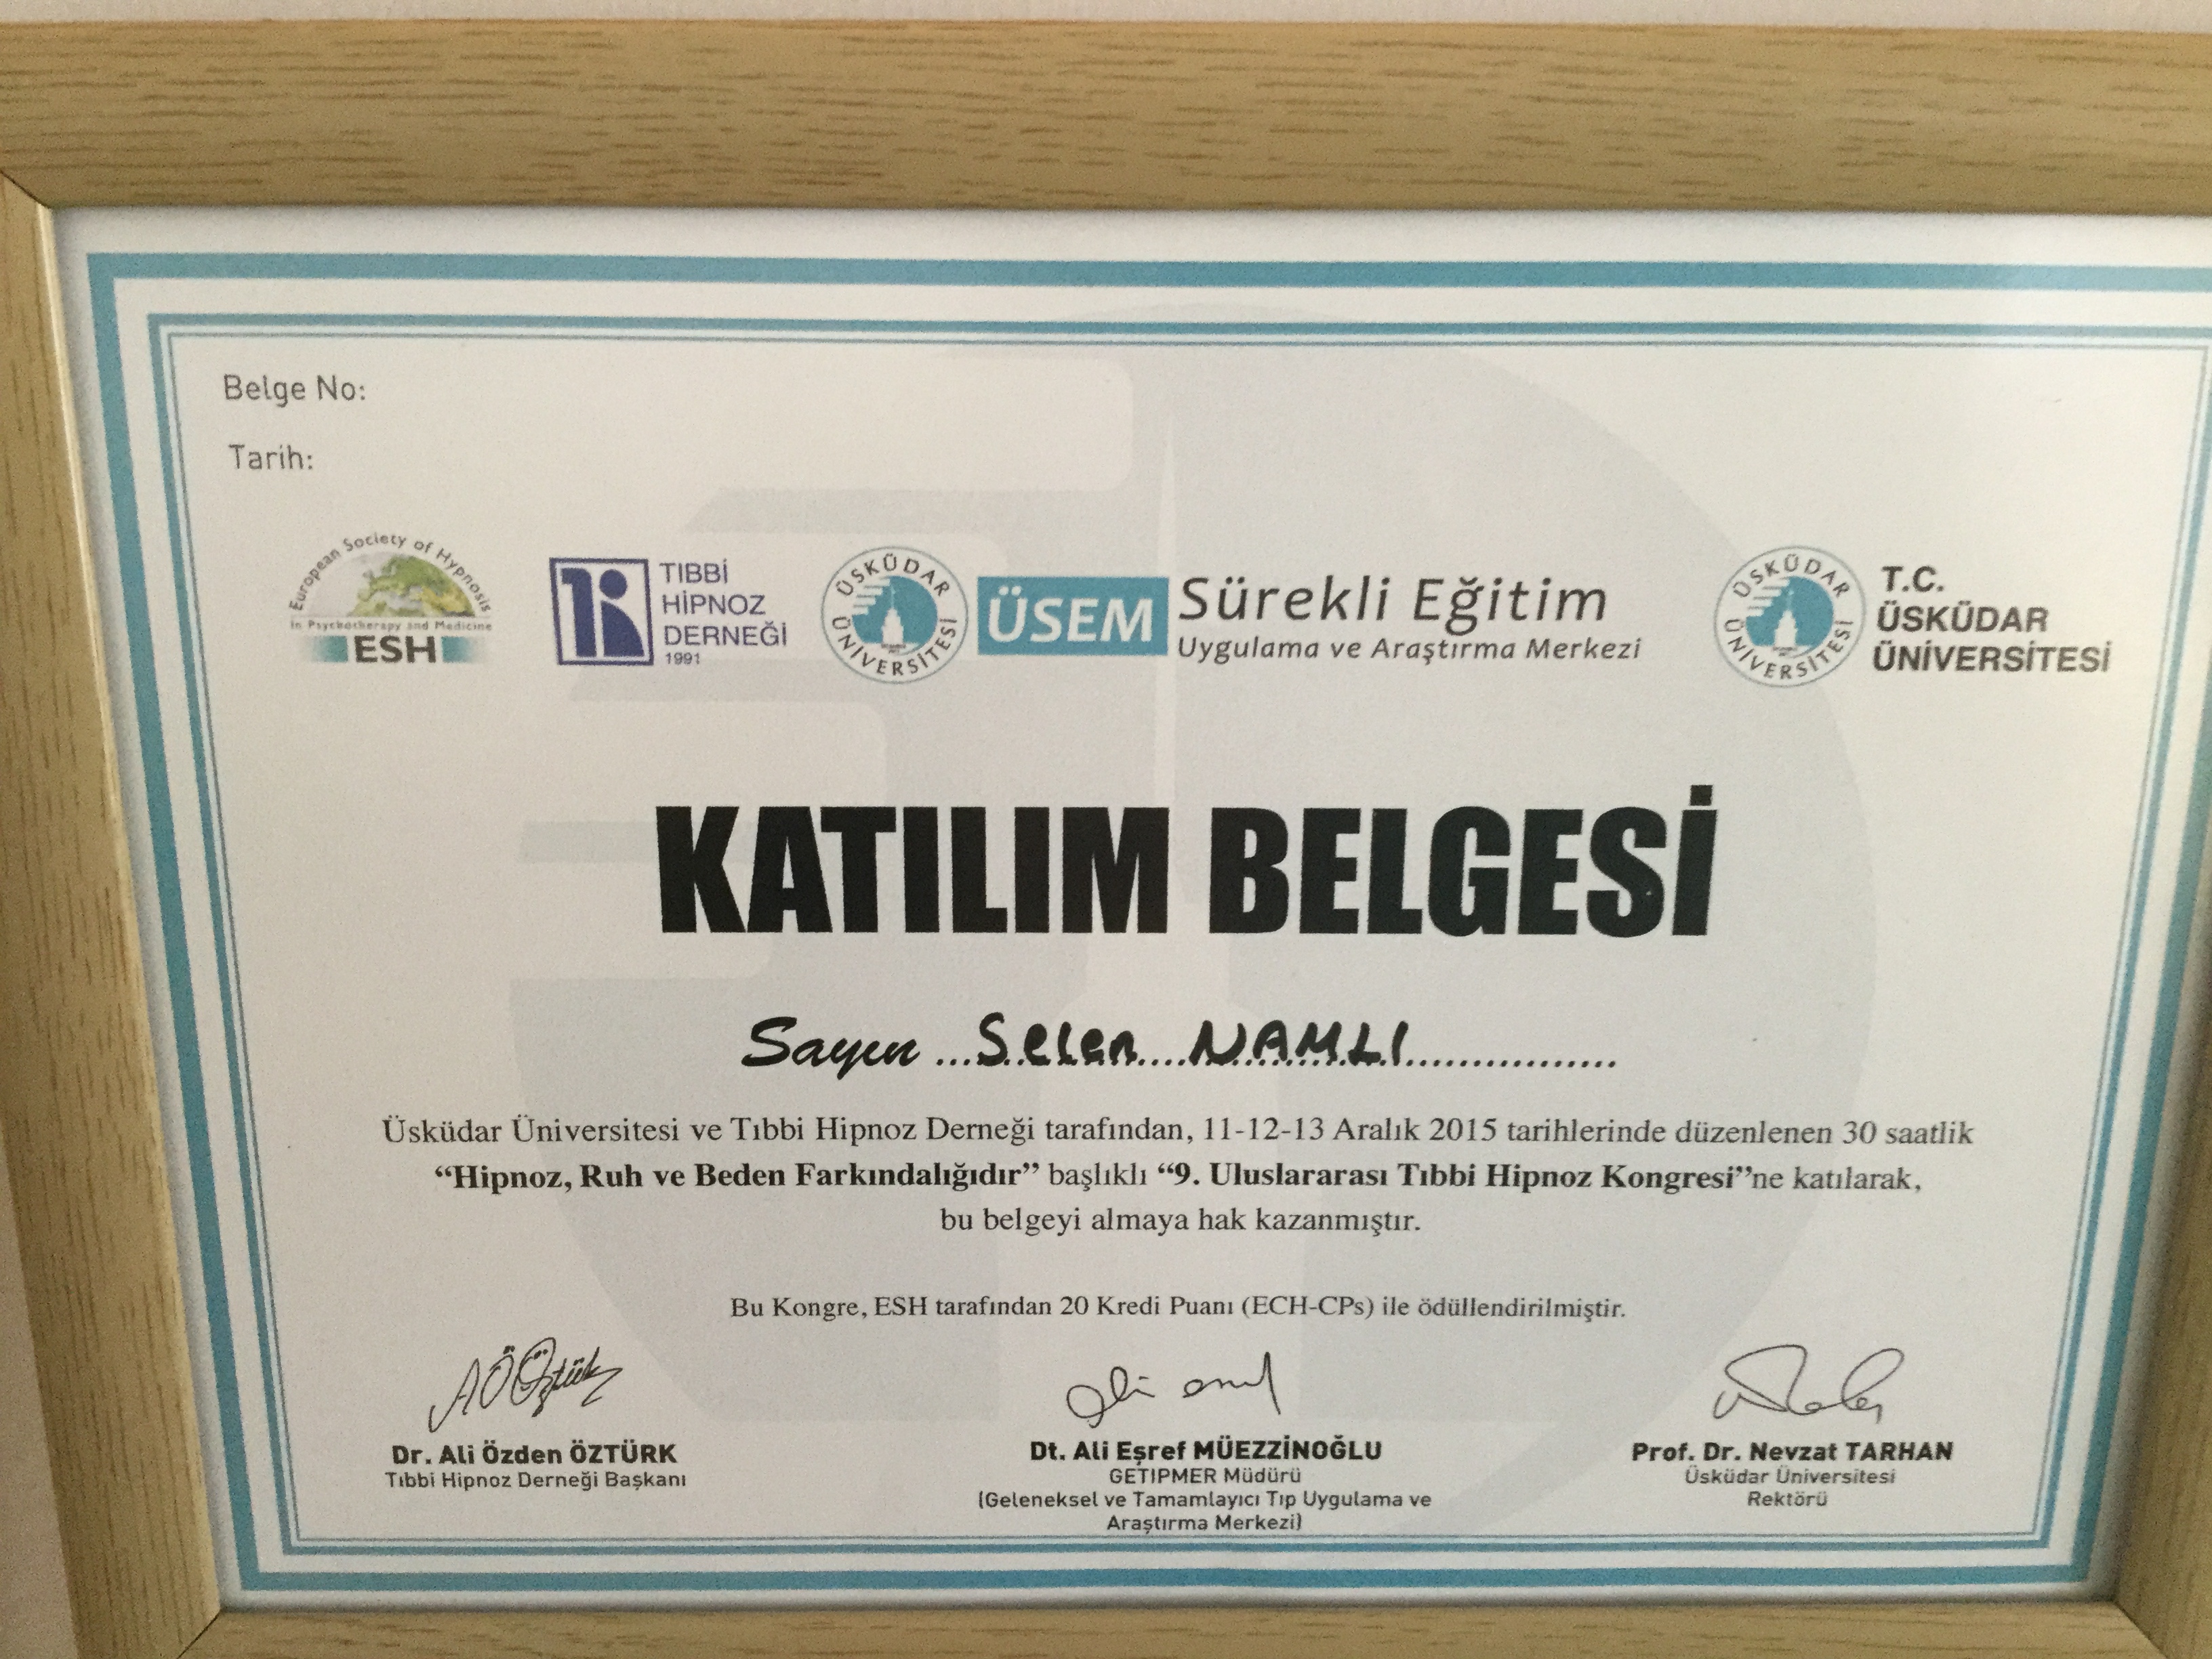 Belge No:
Tarih:
European Society of Hypnosis
in Psychotherapy and Medicine
ESH
TIBBİ
HİPNOZ
DERNEĞİ
1991
ÜSKÜDAR ÜNİVERSİTESİ
ÜSEM
Sürekli Eğitim
Uygulama ve Araştırma Merkezi
ÜSKÜDAR ÜNİVERSİTESİ
T.C.
ÜSKÜDAR
ÜNİVERSİTESİ
KATILIM BELGESİ
Sayın ...Selen....NAMLI................
Üsküdar Üniversitesi ve Tıbbi Hipnoz Derneği tarafından, 11-12-13 Aralık 2015 tarihlerinde düzenlenen 30 saatlik
“Hipnoz, Ruh ve Beden Farkındalığıdır” başlıklı “9. Uluslararası Tıbbi Hipnoz Kongresi”ne katılarak,
bu belgeyi almaya hak kazanmıştır.
Bu Kongre, ESH tarafından 20 Kredi Puanı (ECH-CPs) ile ödüllendirilmiştir.
Dr. Ali Özden ÖZTÜRK
Tıbbi Hipnoz Derneği Başkanı
Dt. Ali Eşref MÜEZZİNOĞLU
GETIPMER Müdürü
(Geleneksel ve Tamamlayıcı Tıp Uygulama ve
Araştırma Merkezi)
Prof. Dr. Nevzat TARHAN
Üsküdar Üniversitesi
Rektörü